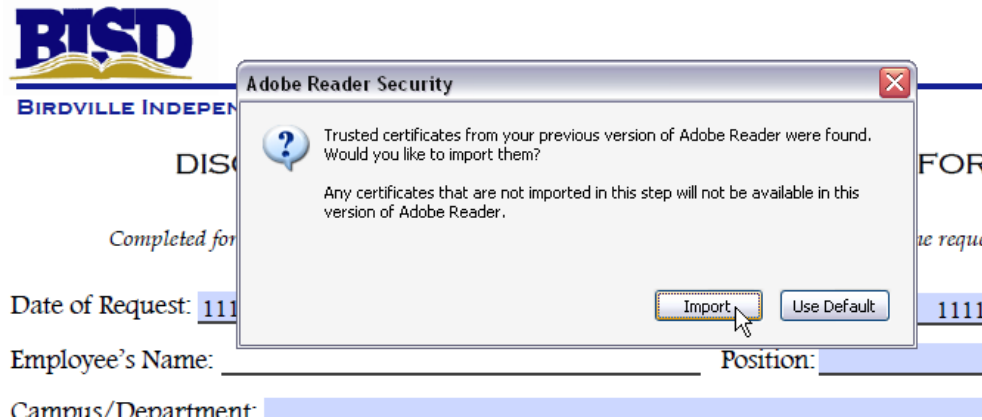 BISD
BIRDVILLE INDEPEN
Adobe Reader Security
Trusted certificates from your previous version of Adobe Reader were found.
Would you like to import them?
Any certificates that are not imported in this step will not be available in this
version of Adobe Reader.
Import
Use Default
DIS
FOR
Completed for
requ
Date of Request: 111
1111
Employee's Name:
Position:
Campus/Department: